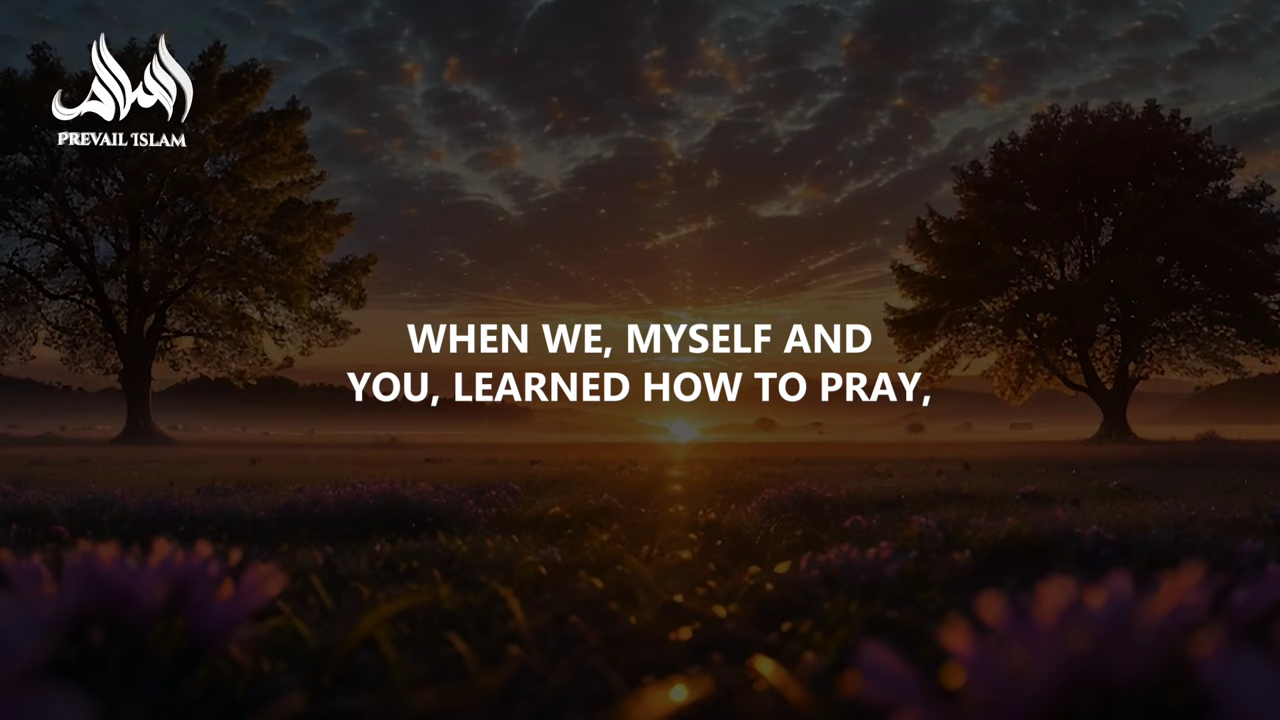 PREVAIL ISLAM
WHEN WE, MYSELF AND
YOU, LEARNED HOW TO PRAY,